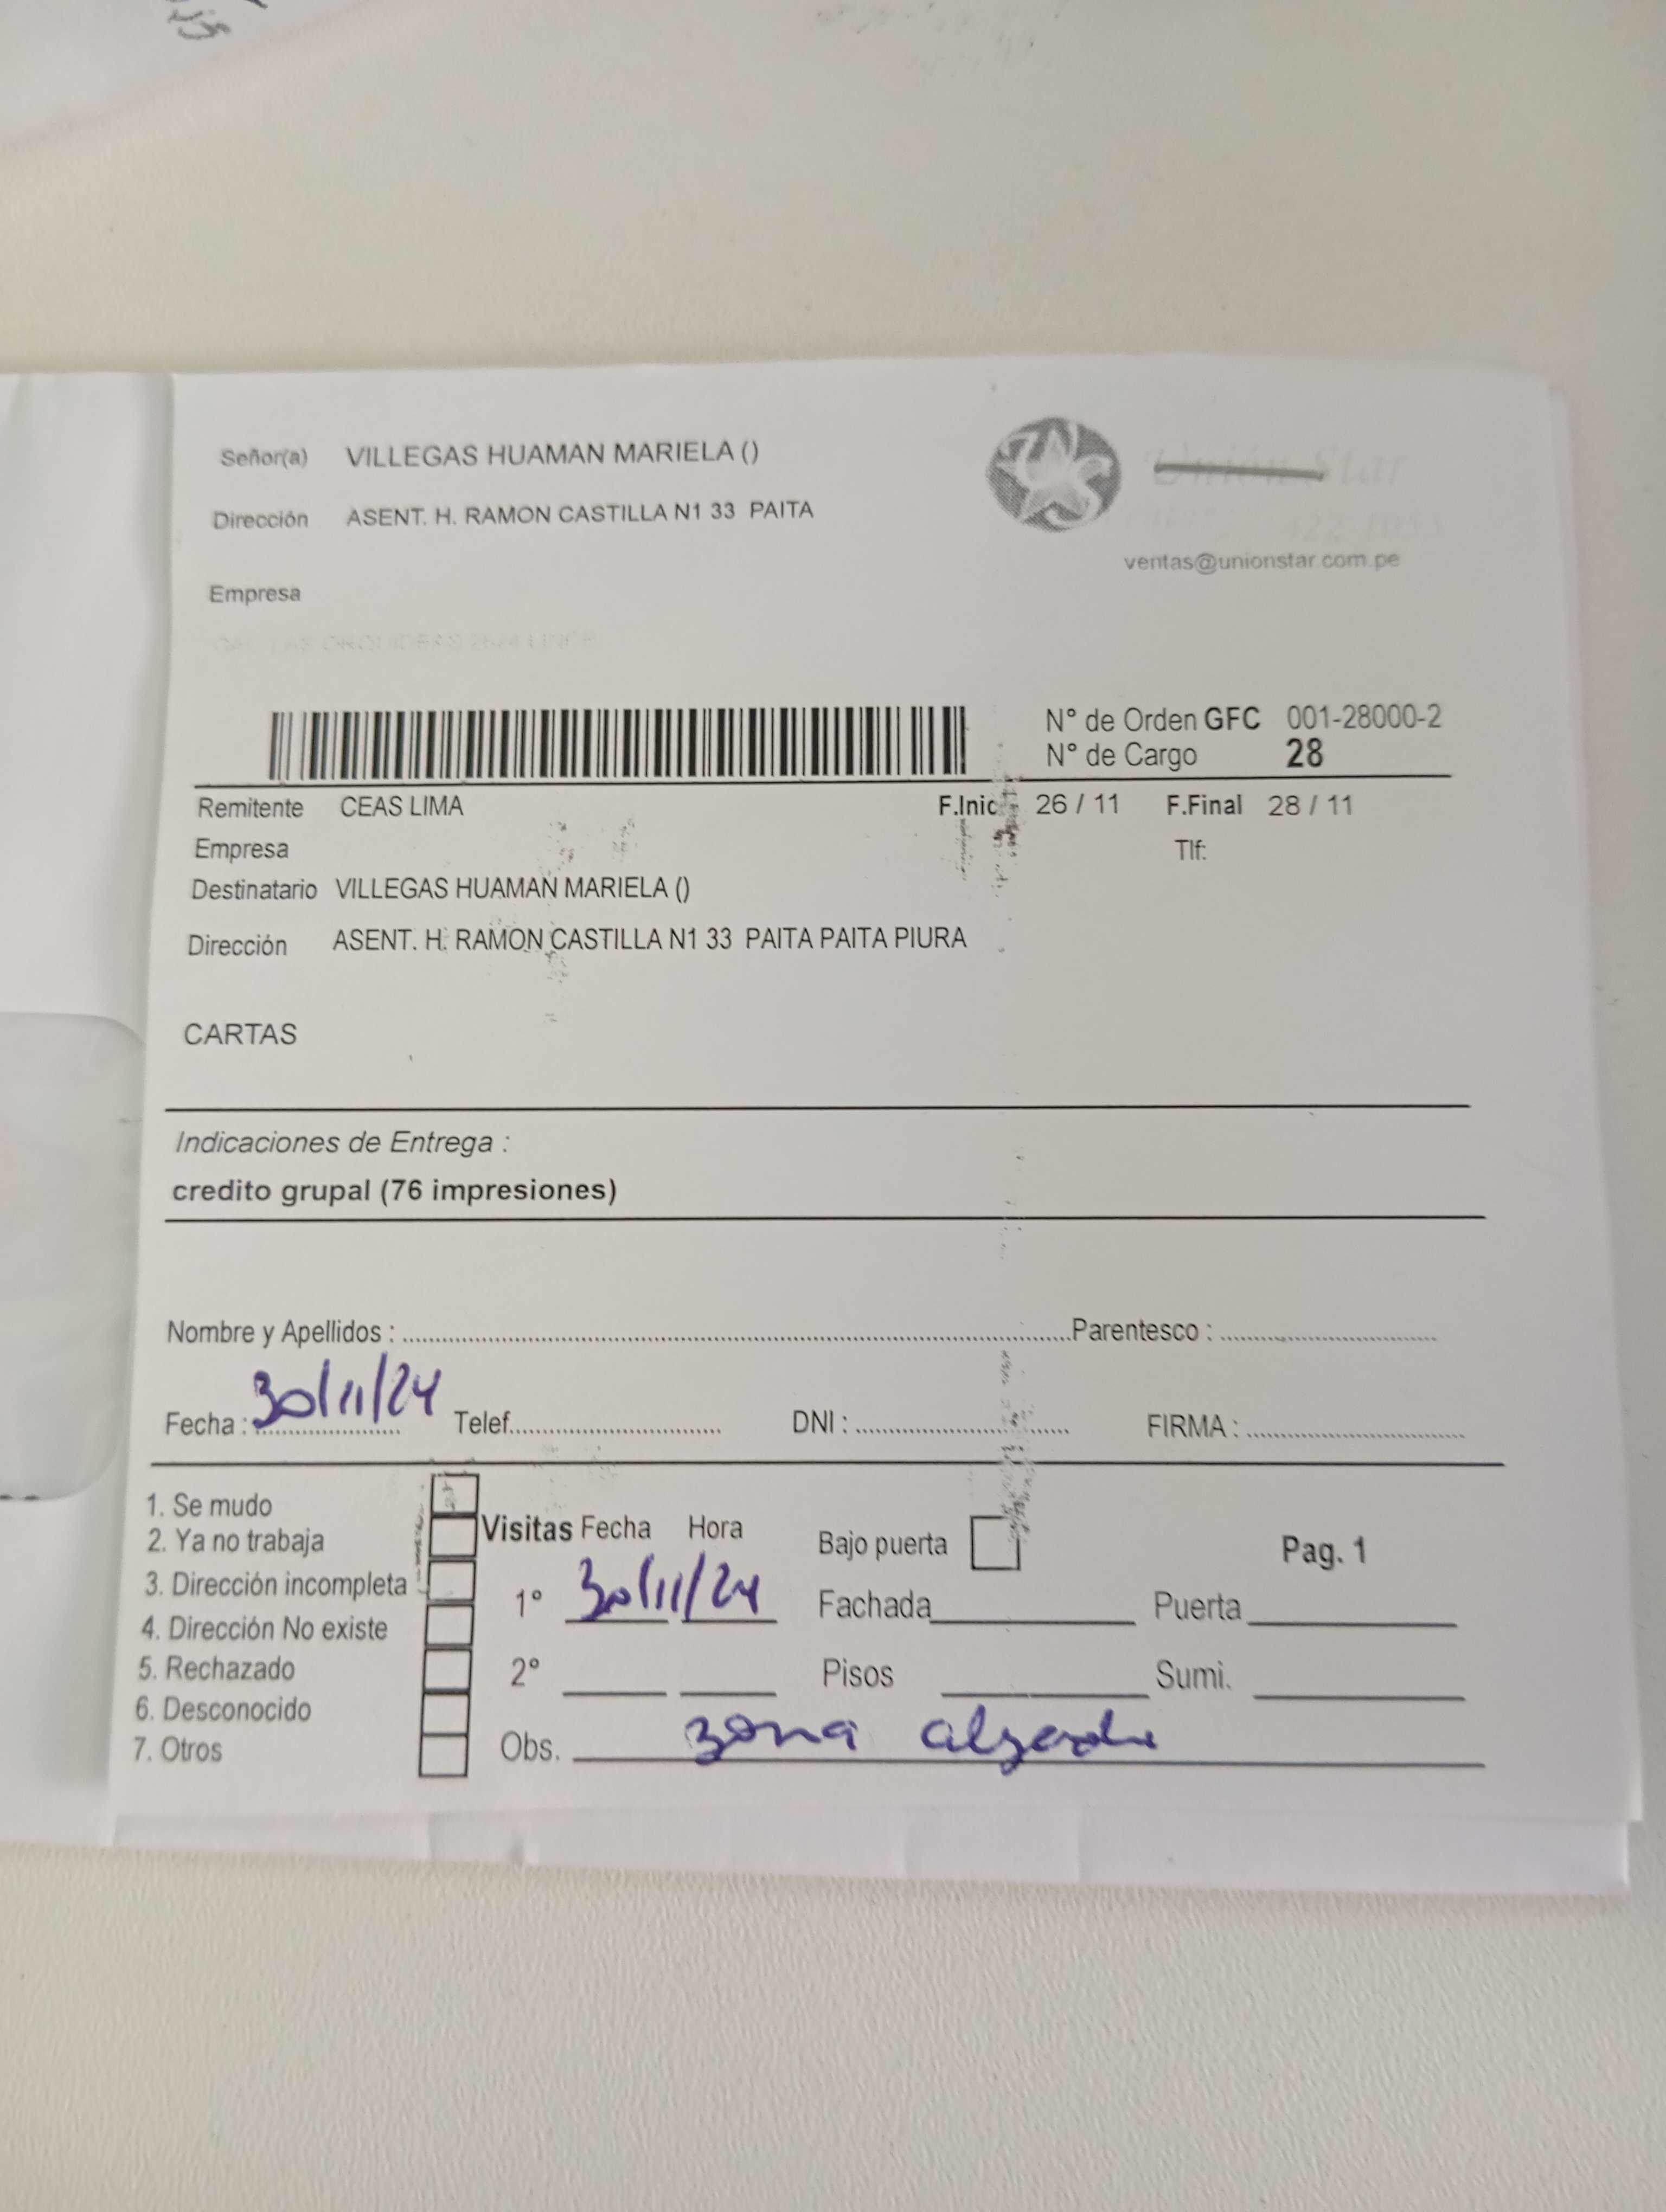 Señor(a) VILLEGAS HUAMAN MARIELA ()
Dirección ASENT. H. RAMON CASTILLA N1 33 PAITA
Unión Star
ventas@unionstar.com.pe
Empresa
N° de Orden GFC 001-28000-2
N° de Cargo 28
Remitente CEAS LIMA F.Inic 26 / 11 F.Final 28 / 11
Empresa Tlf:
Destinatario VILLEGAS HUAMAN MARIELA ()
Dirección ASENT. H. RAMON CASTILLA N1 33 PAITA PAITA PIURA
CARTAS
Indicaciones de Entrega :
credito grupal (76 impresiones)
Nombre y Apellidos : Parentesco :
Fecha : 30/11/24 Telef. DNI : FIRMA :
1. Se mudo
2. Ya no trabaja
3. Dirección incompleta
4. Dirección No existe
5. Rechazado
6. Desconocido
7. Otros
Visitas Fecha Hora Bajo puerta Pag. 1
1° 30/11/24 Fachada Puerta
2° Pisos Sumi.
Obs. zona